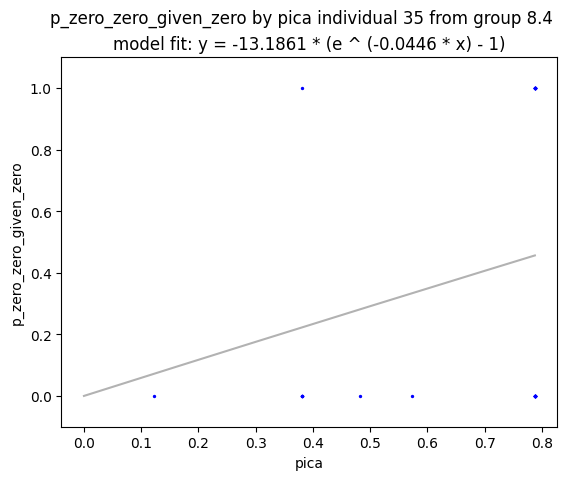 p_zero_zero_given_zero by pica individual 35 from group 8.4
model fit: y = -13.1861 * (e ^ (-0.0446 * x) - 1)
1.0
0.8
0.6
0.4
0.2
0.0
p_zero_zero_given_zero
0.0 0.1 0.2 0.3 0.4 0.5 0.6 0.7 0.8
pica